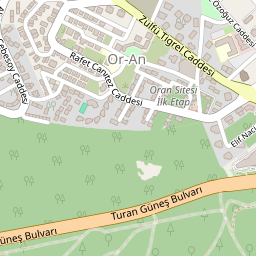 Özoğuz Caddesi
Zülfü Tigrel Caddesi
Or-An
Rafet Canıtez Caddesi
Cebesoy Caddesi
Oran Sitesi
İlk Etap
Elif Naci
Turan Güneş Bulvarı
Güneş Bulvarı